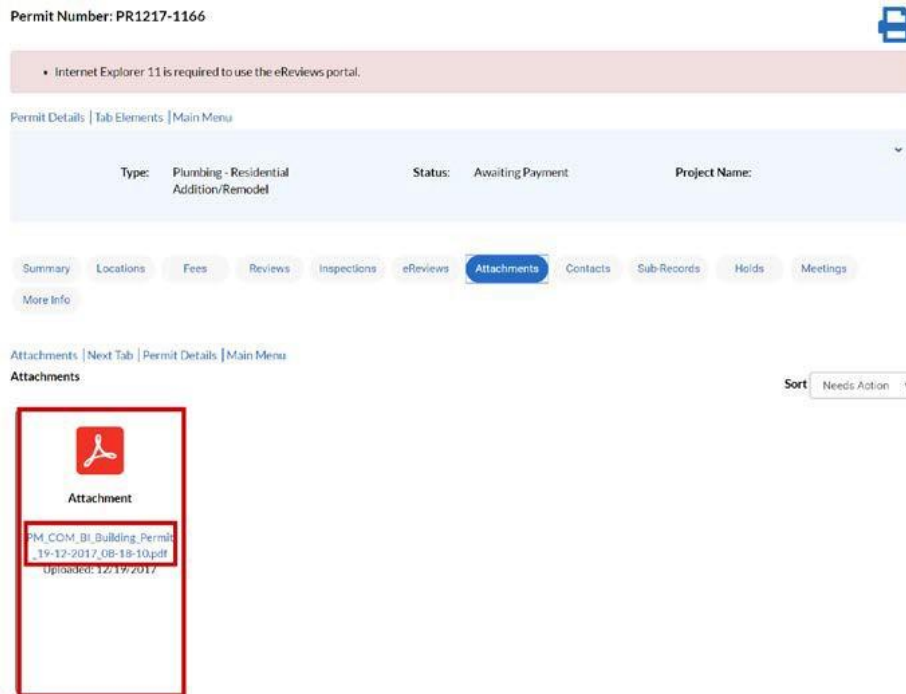 Permit Number: PR1217-1166
• Internet Explorer 11 is required to use the eReviews portal.
Permit Details | Tab Elements | Main Menu
Type: Plumbing - Residential Status: Awaiting Payment Project Name:
Addition/Remodel
Summary Locations Fees Reviews Inspections eReviews Attachments Contacts Sub-Records Holds Meetings
More Info
Attachments | Next Tab | Permit Details | Main Menu
Attachments
Sort Needs Action
Attachment
PM_COM_BI_Building_Permit
_19-12-2017_08-18-10.pdf
Uploaded: 12/19/2017